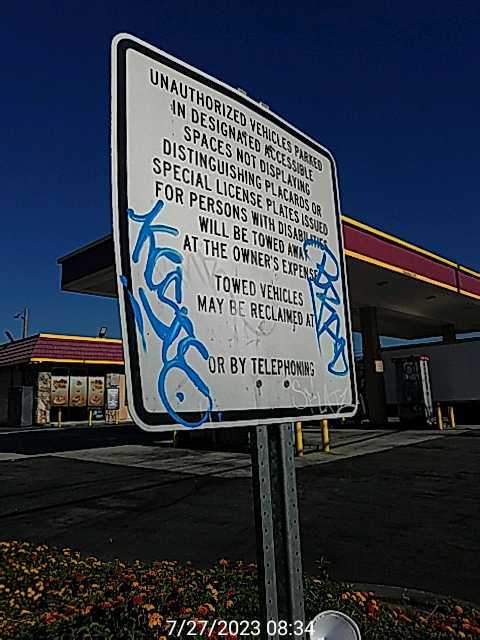 UNAUTHORIZED VEHICLES PARKED
IN DESIGNATED ACCESSIBLE
SPACES NOT DISPLAYING
DISTINGUISHING PLACARDS OR
SPECIAL LICENSE PLATES ISSUED
FOR PERSONS WITH DISABILITIES
WILL BE TOWED AWAY
AT THE OWNER'S EXPENSE
TOWED VEHICLES
MAY BE RECLAIMED AT
OR BY TELEPHONING
7/27/2023 08:34